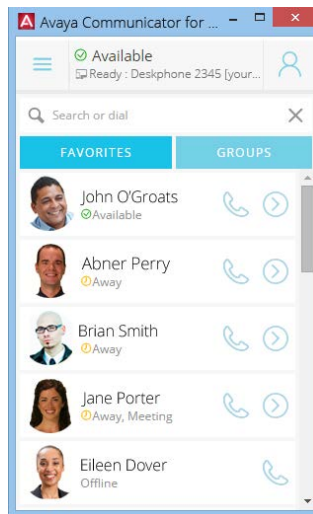 Avaya Communicator for ...
Available
Ready : Deskphone 2345 [your...
Search or dial
FAVORITES
GROUPS
John O'Groats
Available
Abner Perry
Away
Brian Smith
Away
Jane Porter
Away, Meeting
Eileen Dover
Offline